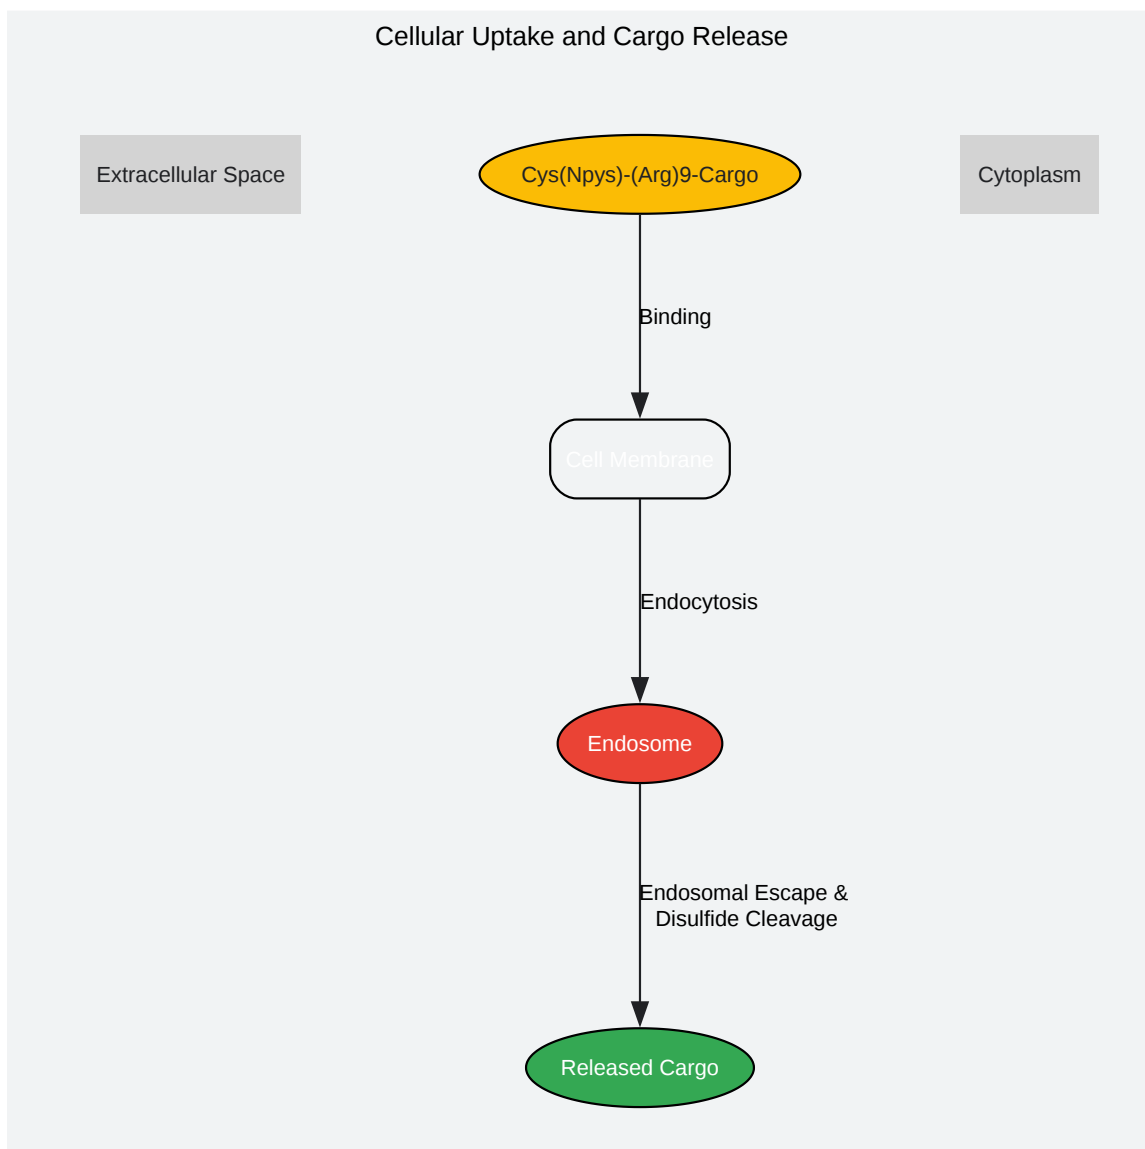 Cellular Uptake and Cargo Release
Extracellular Space
Cys(Npys)-(Arg)9-Cargo
Cytoplasm
Binding
Cell Membrane
Endocytosis
Endosome
Endosomal Escape &
Disulfide Cleavage
Released Cargo